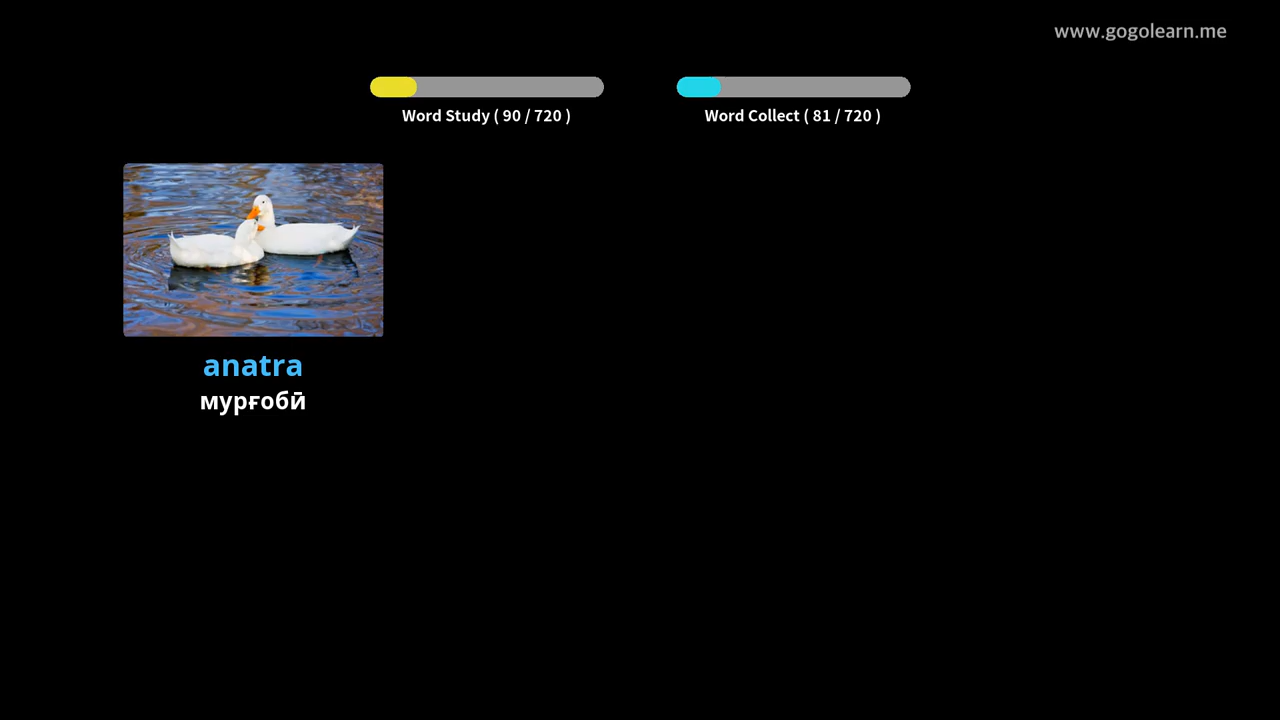 www.gogolearn.me
Word Study ( 90 / 720 )
Word Collect ( 81 / 720 )
anatra
мурғобӣ